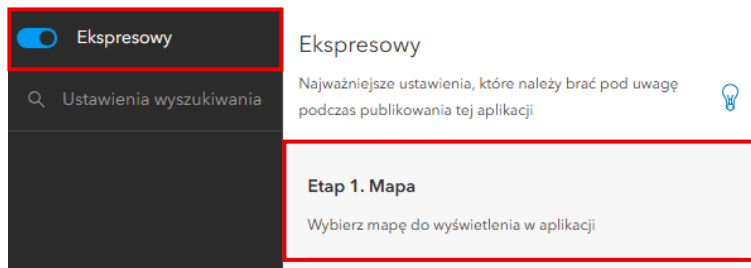 Ekspresowy
Ustawienia wyszukiwania
Ekspresowy
Najważniejsze ustawienia, które należy brać pod uwagę
podczas publikowania tej aplikacji
Etap 1. Mapa
Wybierz mapę do wyświetlenia w aplikacji